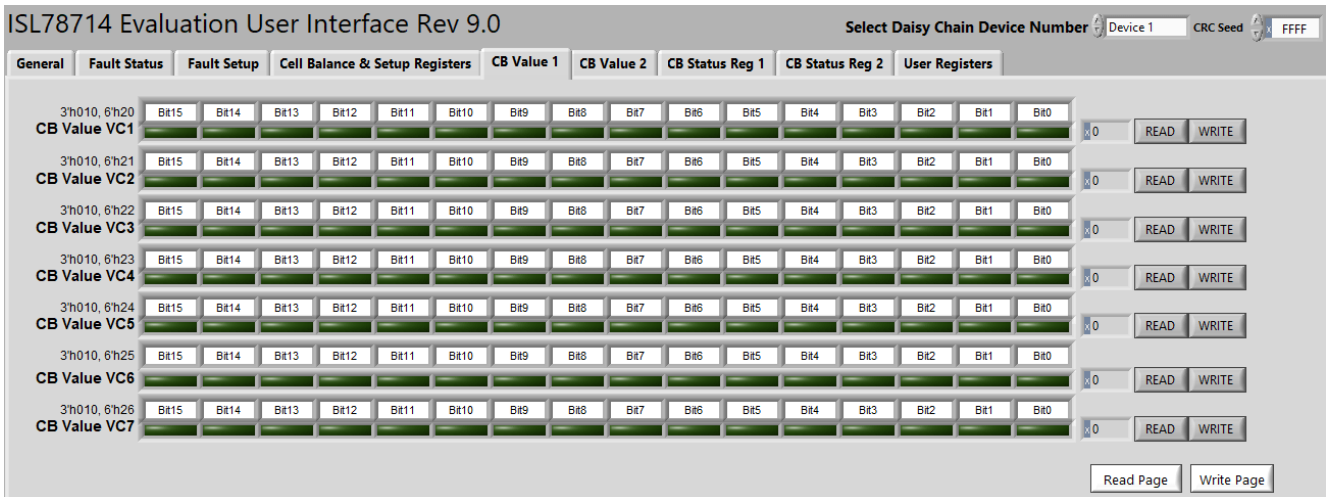 ISL78714 Evaluation User Interface Rev 9.0 Select Daisy Chain Device Number Device 1 CRC Seed x FFFF
General Fault Status Fault Setup Cell Balance & Setup Registers CB Value 1 CB Value 2 CB Status Reg 1 CB Status Reg 2 User Registers
3'h010, 6'h20 Bit15 Bit14 Bit13 Bit12 Bit11 Bit10 Bit9 Bit8 Bit7 Bit6 Bit5 Bit4 Bit3 Bit2 Bit1 Bit0
CB Value VC1 x 0 READ WRITE
3'h010, 6'h21 Bit15 Bit14 Bit13 Bit12 Bit11 Bit10 Bit9 Bit8 Bit7 Bit6 Bit5 Bit4 Bit3 Bit2 Bit1 Bit0
CB Value VC2 x 0 READ WRITE
3'h010, 6'h22 Bit15 Bit14 Bit13 Bit12 Bit11 Bit10 Bit9 Bit8 Bit7 Bit6 Bit5 Bit4 Bit3 Bit2 Bit1 Bit0
CB Value VC3 x 0 READ WRITE
3'h010, 6'h23 Bit15 Bit14 Bit13 Bit12 Bit11 Bit10 Bit9 Bit8 Bit7 Bit6 Bit5 Bit4 Bit3 Bit2 Bit1 Bit0
CB Value VC4 x 0 READ WRITE
3'h010, 6'h24 Bit15 Bit14 Bit13 Bit12 Bit11 Bit10 Bit9 Bit8 Bit7 Bit6 Bit5 Bit4 Bit3 Bit2 Bit1 Bit0
CB Value VC5 x 0 READ WRITE
3'h010, 6'h25 Bit15 Bit14 Bit13 Bit12 Bit11 Bit10 Bit9 Bit8 Bit7 Bit6 Bit5 Bit4 Bit3 Bit2 Bit1 Bit0
CB Value VC6 x 0 READ WRITE
3'h010, 6'h26 Bit15 Bit14 Bit13 Bit12 Bit11 Bit10 Bit9 Bit8 Bit7 Bit6 Bit5 Bit4 Bit3 Bit2 Bit1 Bit0
CB Value VC7 x 0 READ WRITE
Read Page Write Page